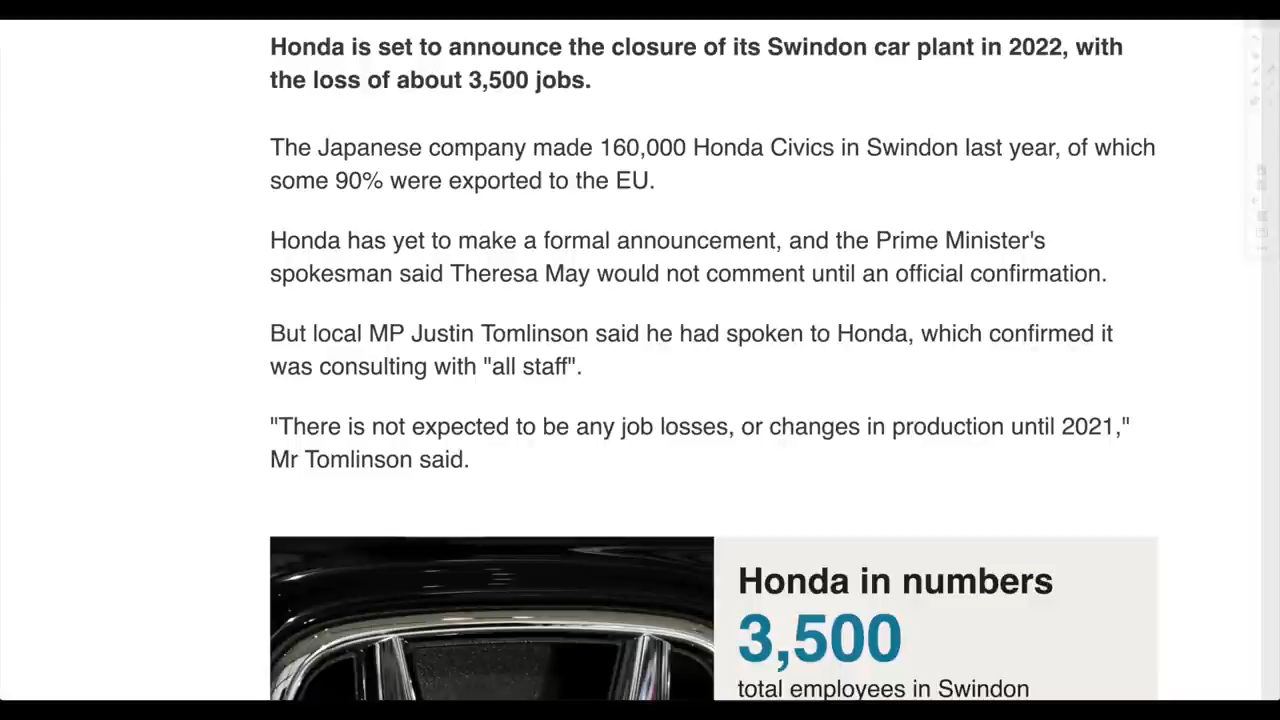 Honda is set to announce the closure of its Swindon car plant in 2022, with
the loss of about 3,500 jobs.
The Japanese company made 160,000 Honda Civics in Swindon last year, of which
some 90% were exported to the EU.
Honda has yet to make a formal announcement, and the Prime Minister's
spokesman said Theresa May would not comment until an official confirmation.
But local MP Justin Tomlinson said he had spoken to Honda, which confirmed it
was consulting with "all staff".
"There is not expected to be any job losses, or changes in production until 2021,"
Mr Tomlinson said.
Honda in numbers
3,500
total employees in Swindon